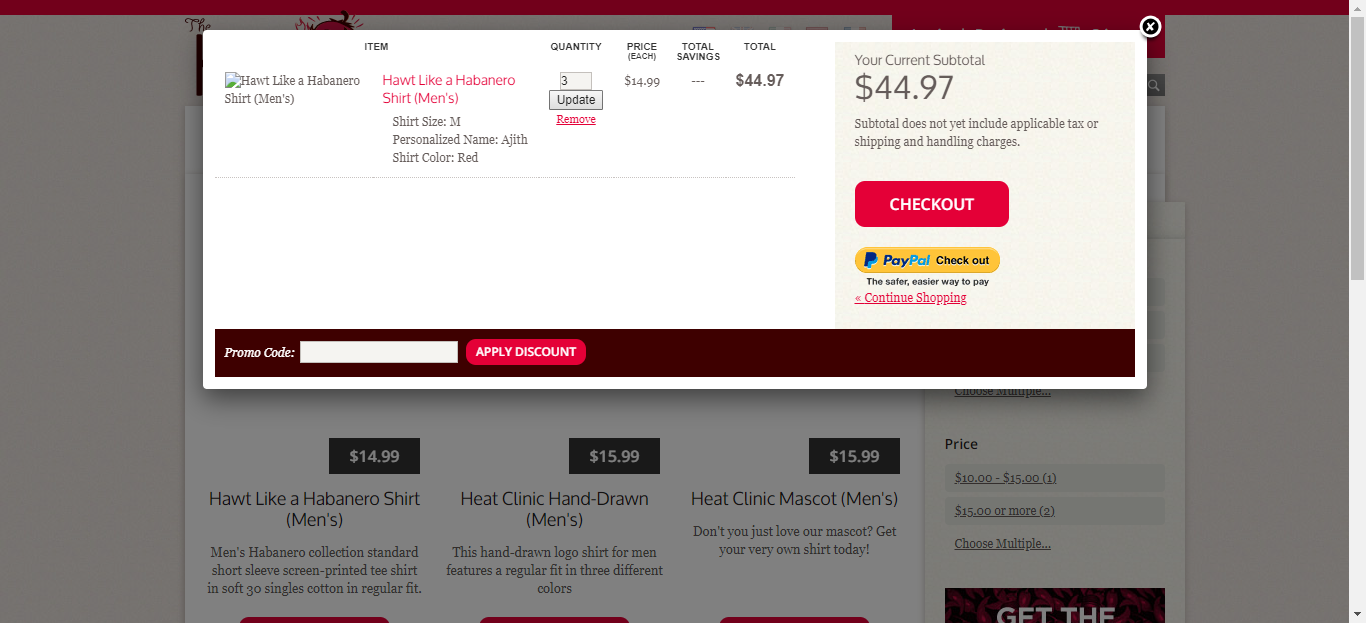 The
ITEM
QUANTITY
PRICE
(EACH)
TOTAL
SAVINGS
TOTAL
Hawt Like a Habanero
Shirt (Men's)
Hawt Like a Habanero
Shirt (Men's)
Shirt Size: M
Personalized Name: Ajith
Shirt Color: Red
3
Update
Remove
$14.99
---
$44.97
Your Current Subtotal
$44.97
Subtotal does not yet include applicable tax or
shipping and handling charges.
CHECKOUT
PayPal Check out
The safer, easier way to pay
« Continue Shopping
Promo Code:
APPLY DISCOUNT
Choose Multiple...
$14.99
Hawt Like a Habanero Shirt
(Men's)
Men's Habanero collection standard
short sleeve screen-printed tee shirt
in soft 30 singles cotton in regular fit.
$15.99
Heat Clinic Hand-Drawn
(Men's)
This hand-drawn logo shirt for men
features a regular fit in three different
colors
$15.99
Heat Clinic Mascot (Men's)
Don't you just love our mascot? Get
your very own shirt today!
Price
$10.00 - $15.00 (1)
$15.00 or more (2)
Choose Multiple...
GET THE